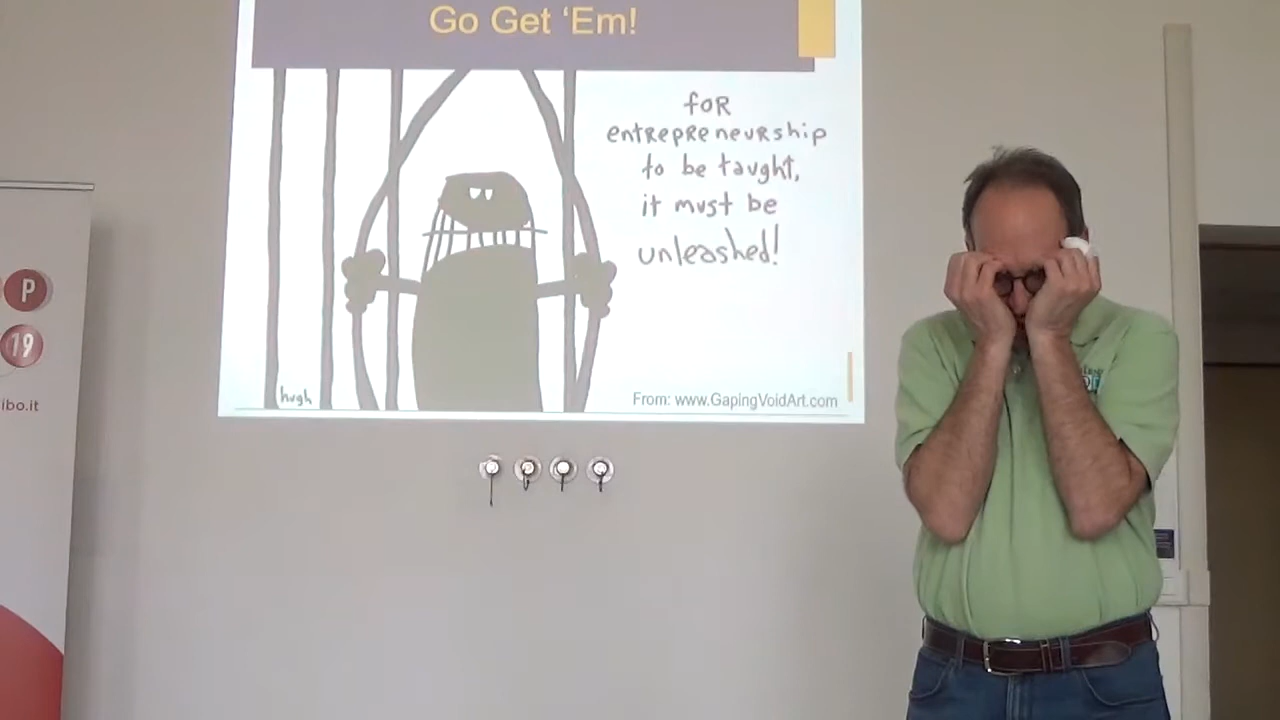 Go Get ‘Em!
for
entrepreneurship
to be taught,
it must be
unleashed!
hugh
From: www.GapingVoidArt.com
P
19
ibo.it